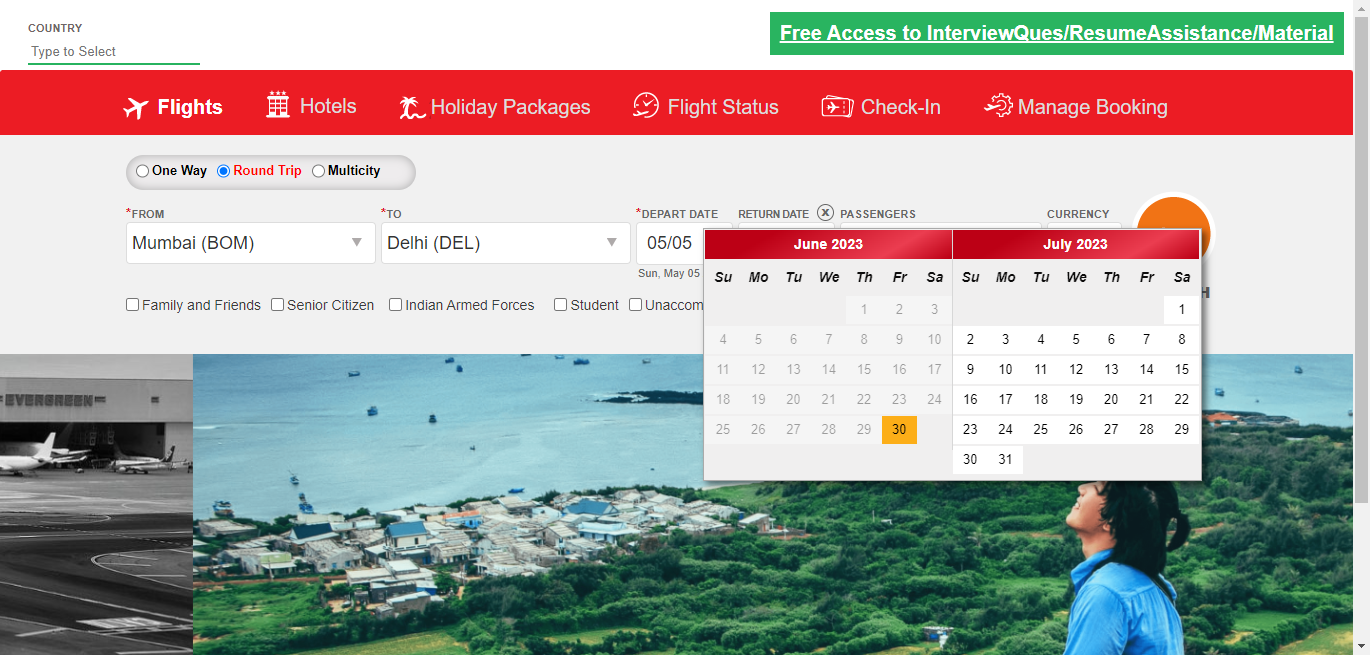 COUNTRY
Type to Select
Free Access to InterviewQues/ResumeAssistance/Material
Flights
Hotels
Holiday Packages
Flight Status
Check-In
Manage Booking
One Way
Round Trip
Multicity
*FROM
*TO
*DEPART DATE
RETURN DATE
X
PASSENGERS
CURRENCY
Mumbai (BOM)
Delhi (DEL)
05/05
Sun, May 05
Family and Friends
Senior Citizen
Indian Armed Forces
Student
Unaccom
H
June 2023
Su Mo Tu We Th Fr Sa
1 2 3
4 5 6 7 8 9 10
11 12 13 14 15 16 17
18 19 20 21 22 23 24
25 26 27 28 29 30
July 2023
Su Mo Tu We Th Fr Sa
1
2 3 4 5 6 7 8
9 10 11 12 13 14 15
16 17 18 19 20 21 22
23 24 25 26 27 28 29
30 31
EVERGREEN